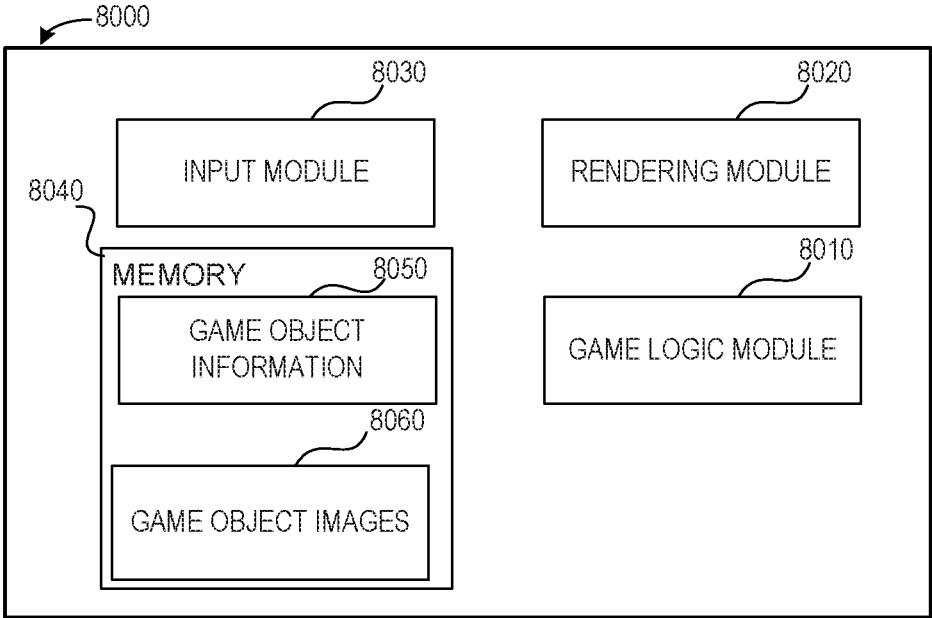 8000
8030
INPUT MODULE
8020
RENDERING MODULE
8040
MEMORY
8050
GAME OBJECT
INFORMATION
8010
GAME LOGIC MODULE
8060
GAME OBJECT IMAGES